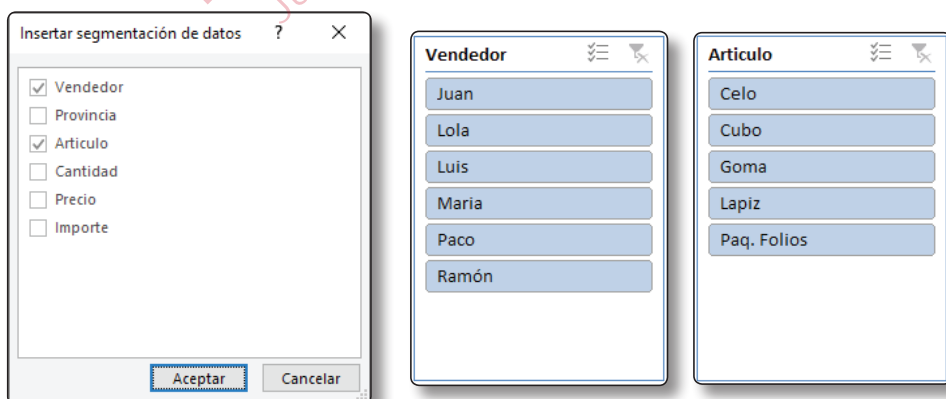 Insertar segmentación de datos ? ×
Vendedor
Provincia
Articulo
Cantidad
Precio
Importe
Aceptar Cancelar
Vendedor
Juan
Lola
Luis
Maria
Paco
Ramón
Articulo
Celo
Cubo
Goma
Lapiz
Paq. Folios